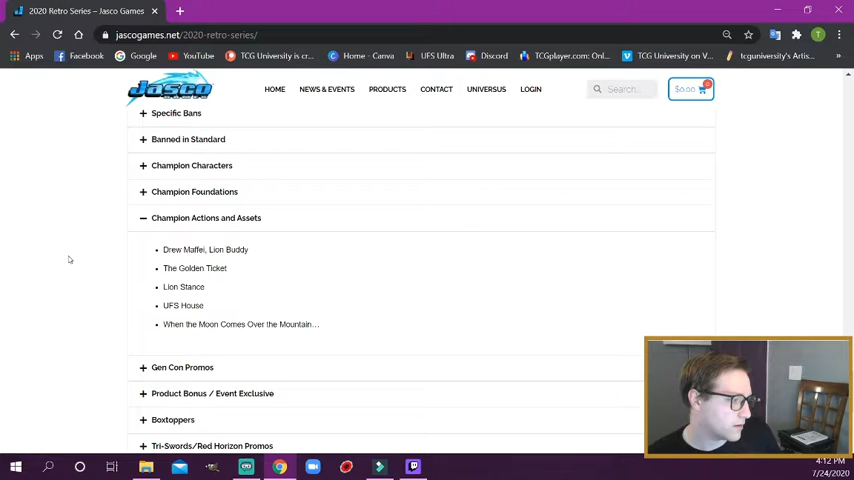 2020 Retro Series – Jasco Games
jascogames.net/2020-retro-series/
Apps Facebook Google YouTube TCG University is cr... Home - Canva UFS Ultra Discord TCGplayer.com: Onl... TCG University on V... tcguniversity's Artis...
Jasco
HOME NEWS & EVENTS PRODUCTS CONTACT UNIVERSUS LOGIN Search... $0.00 0
Specific Bans
Banned in Standard
Champion Characters
Champion Foundations
Champion Actions and Assets
Drew Maffei, Lion Buddy
The Golden Ticket
Lion Stance
UFS House
When the Moon Comes Over the Mountain…
Gen Con Promos
Product Bonus / Event Exclusive
Boxtoppers
Tri-Swords/Red Horizon Promos
4:12 PM
7/24/2020